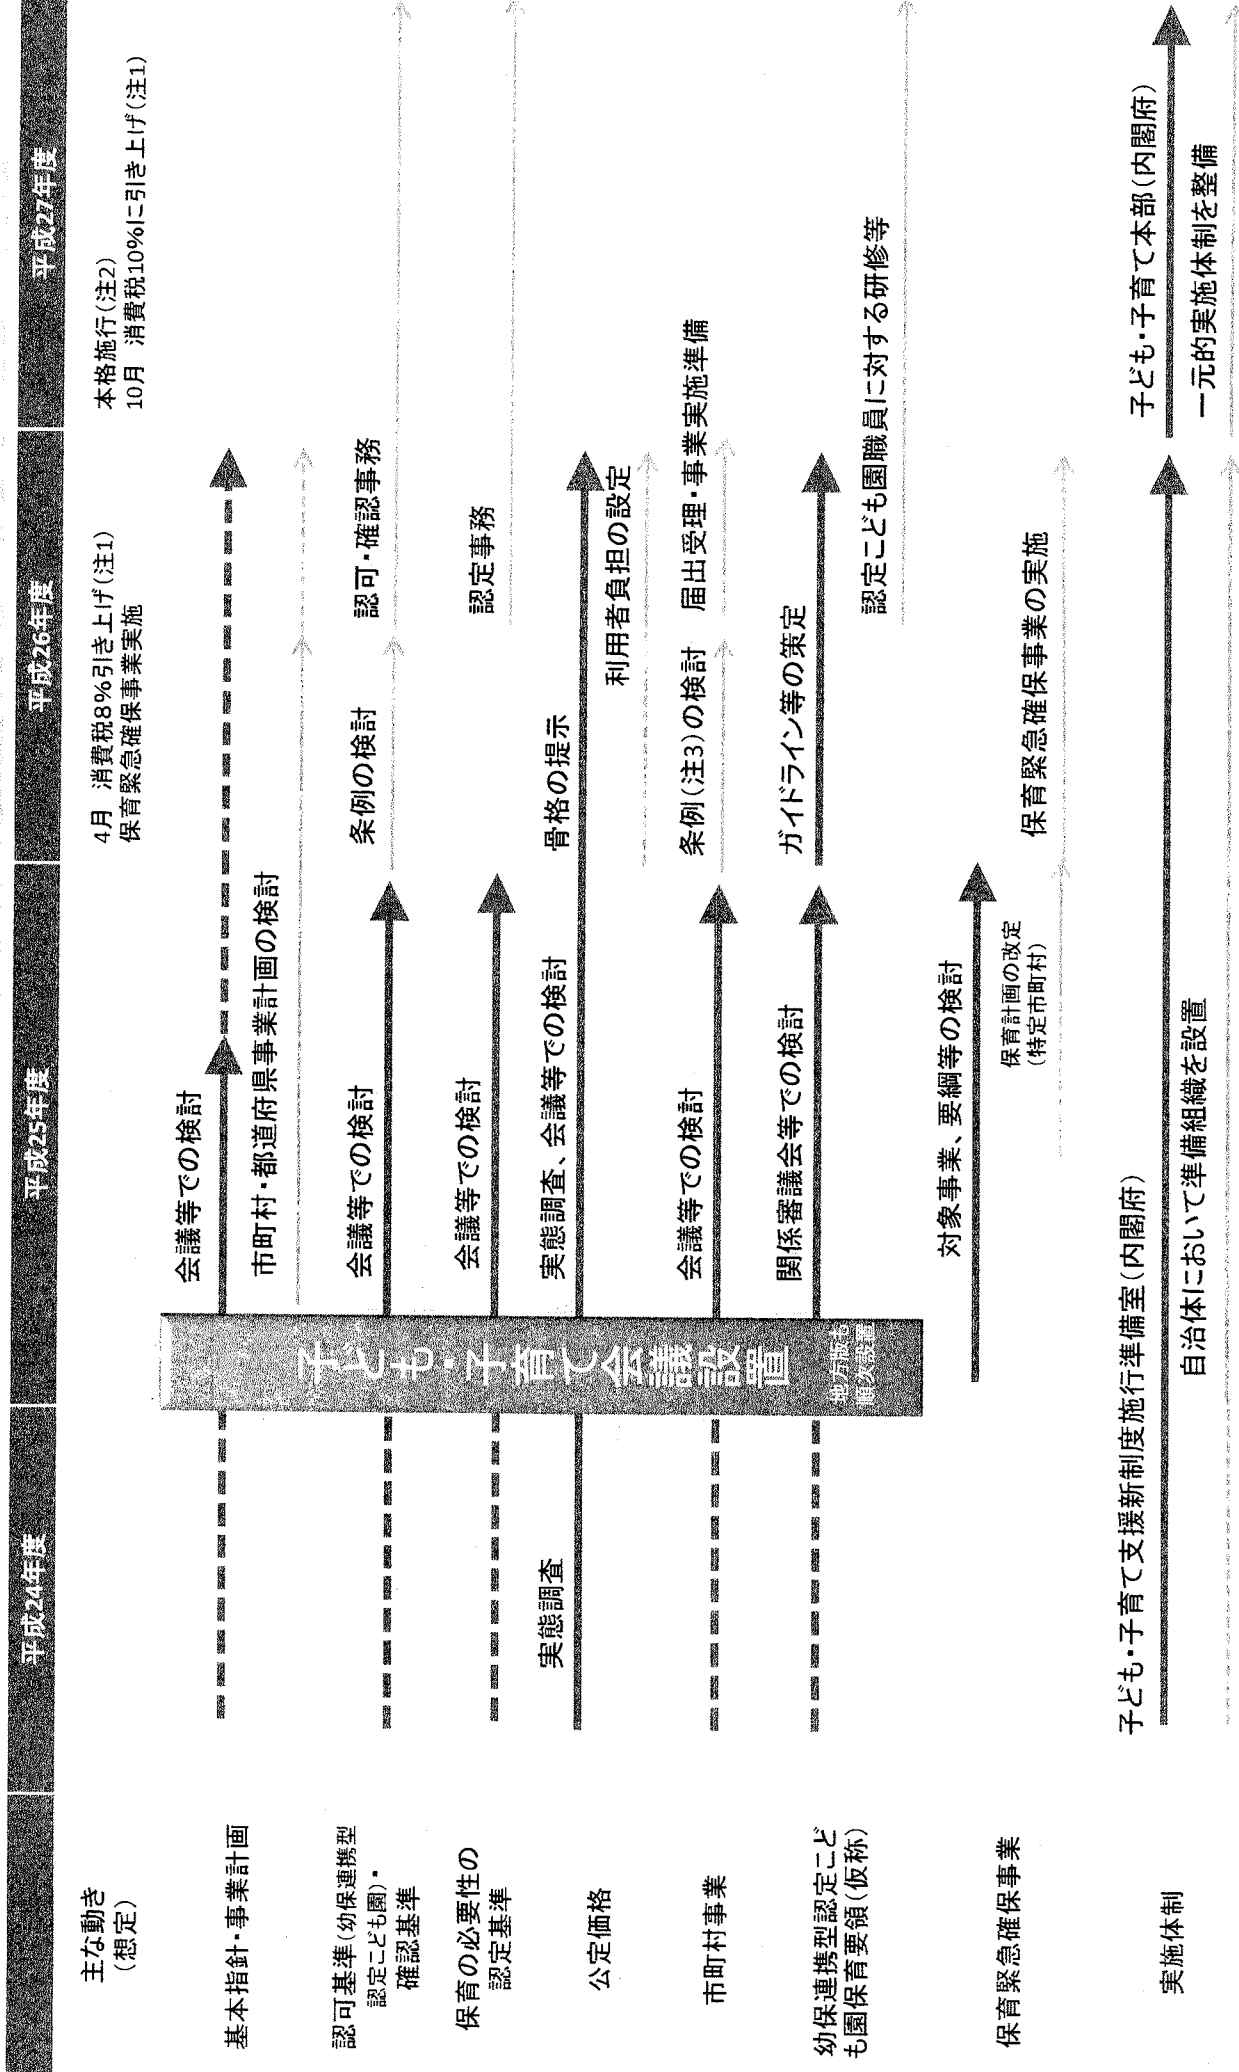 平成24年度
平成25年度
平成26年度
平成27年度
主な動き
(想定)
4月 消費税8%引き上げ(注1)
保育緊急確保事業実施
本格施行(注2)
10月 消費税10%に引き上げ(注1)
基本指針・事業計画
会議等での検討
市町村・都道府県事業計画の検討
認可基準(幼保連携型
認定こども園)・
確認基準
会議等での検討
条例の検討
認可・確認事務
保育の必要性の
認定基準
会議等での検討
認定事務
公定価格
実態調査
実態調査、会議等での検討
骨格の提示
利用者負担の設定
市町村事業
会議等での検討
条例(注3)の検討
届出受理・事業実施準備
幼保連携型認定こど
も園保育要領(仮称)
関係審議会等での検討
ガイドライン等の策定
認定こども園職員に対する研修等
子ども・子育て会議設置
地方版も
順次設置
保育緊急確保事業
対象事業、要綱等の検討
保育計画の改定
(特定市町村)
保育緊急確保事業の実施
実施体制
子ども・子育て支援新制度施行準備室(内閣府)
自治体において準備組織を設置
子ども・子育て本部(内閣府)
一元的実施体制を整備